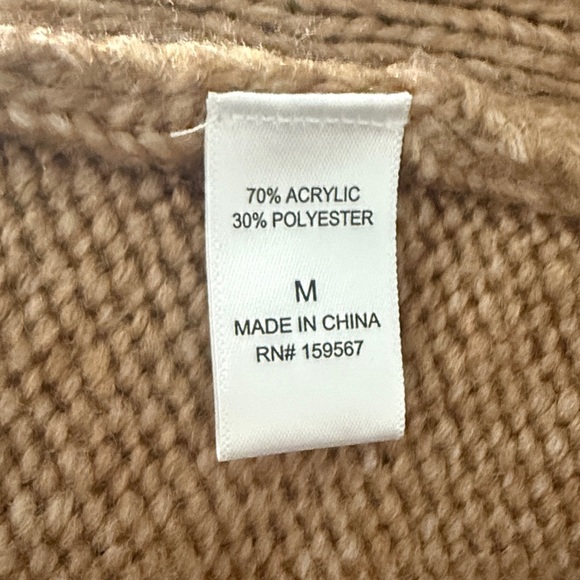 70% ACRYLIC
30% POLYESTER
M
MADE IN CHINA
RN# 159567